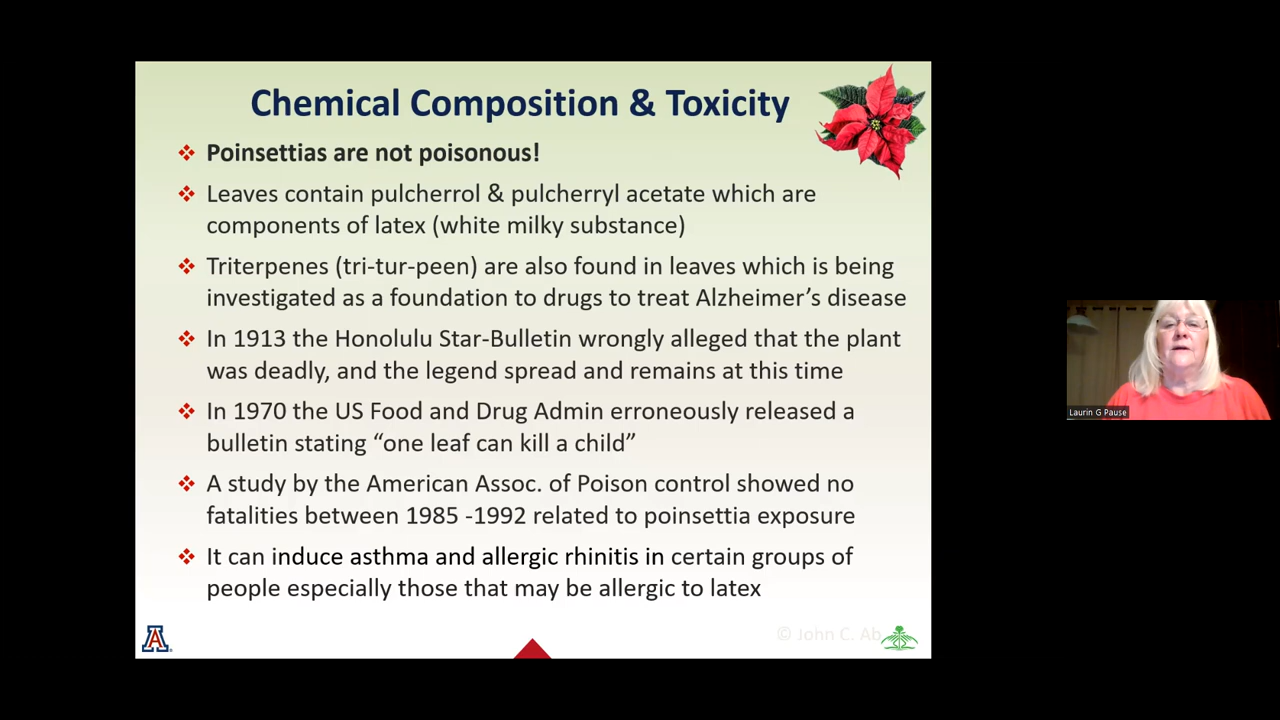 Chemical Composition & Toxicity
Poinsettias are not poisonous!
Leaves contain pulcherrol & pulcherryl acetate which are
components of latex (white milky substance)
Triterpenes (tri-tur-peen) are also found in leaves which is being
investigated as a foundation to drugs to treat Alzheimer’s disease
In 1913 the Honolulu Star-Bulletin wrongly alleged that the plant
was deadly, and the legend spread and remains at this time
In 1970 the US Food and Drug Admin erroneously released a
bulletin stating “one leaf can kill a child”
A study by the American Assoc. of Poison control showed no
fatalities between 1985 -1992 related to poinsettia exposure
It can induce asthma and allergic rhinitis in certain groups of
people especially those that may be allergic to latex
© John C.
A
Laurin G Pause